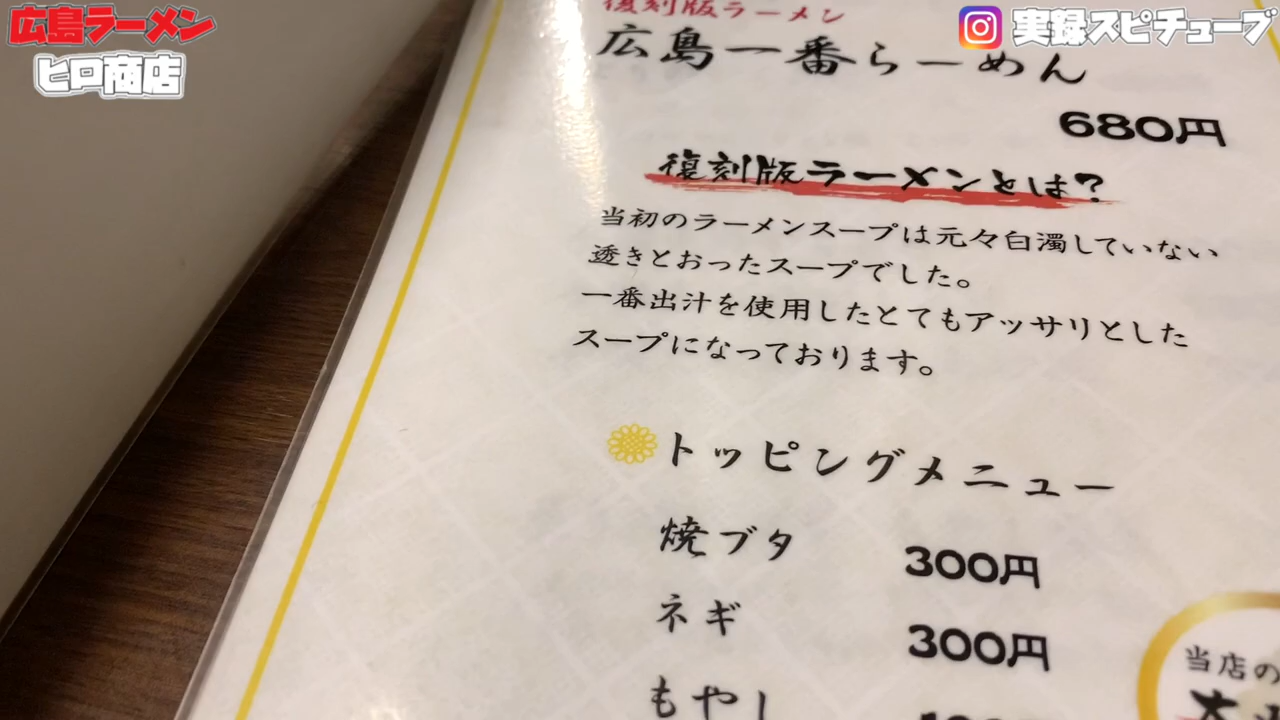 広島ラーメン
ヒロ商店
実録スピチューブ
復刻版ラーメン
広島一番らーめん
680円
復刻版ラーメンとは?
当初のラーメンスープは元々白濁していない
透きとおったスープでした。
一番出汁を使用したとてもアッサリとした
スープになっております。
トッピングメニュー
焼ブタ 300円
ネギ 300円
もやし
当店の